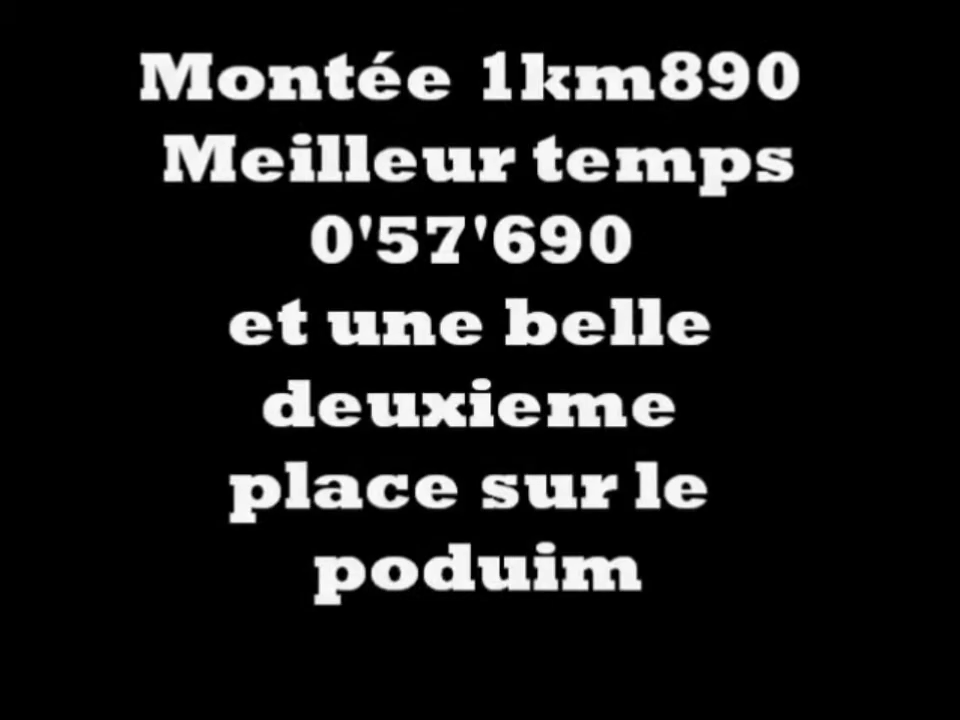 Montée 1km890
Meilleur temps
0'57'690
et une belle
deuxieme
place sur le
poduim